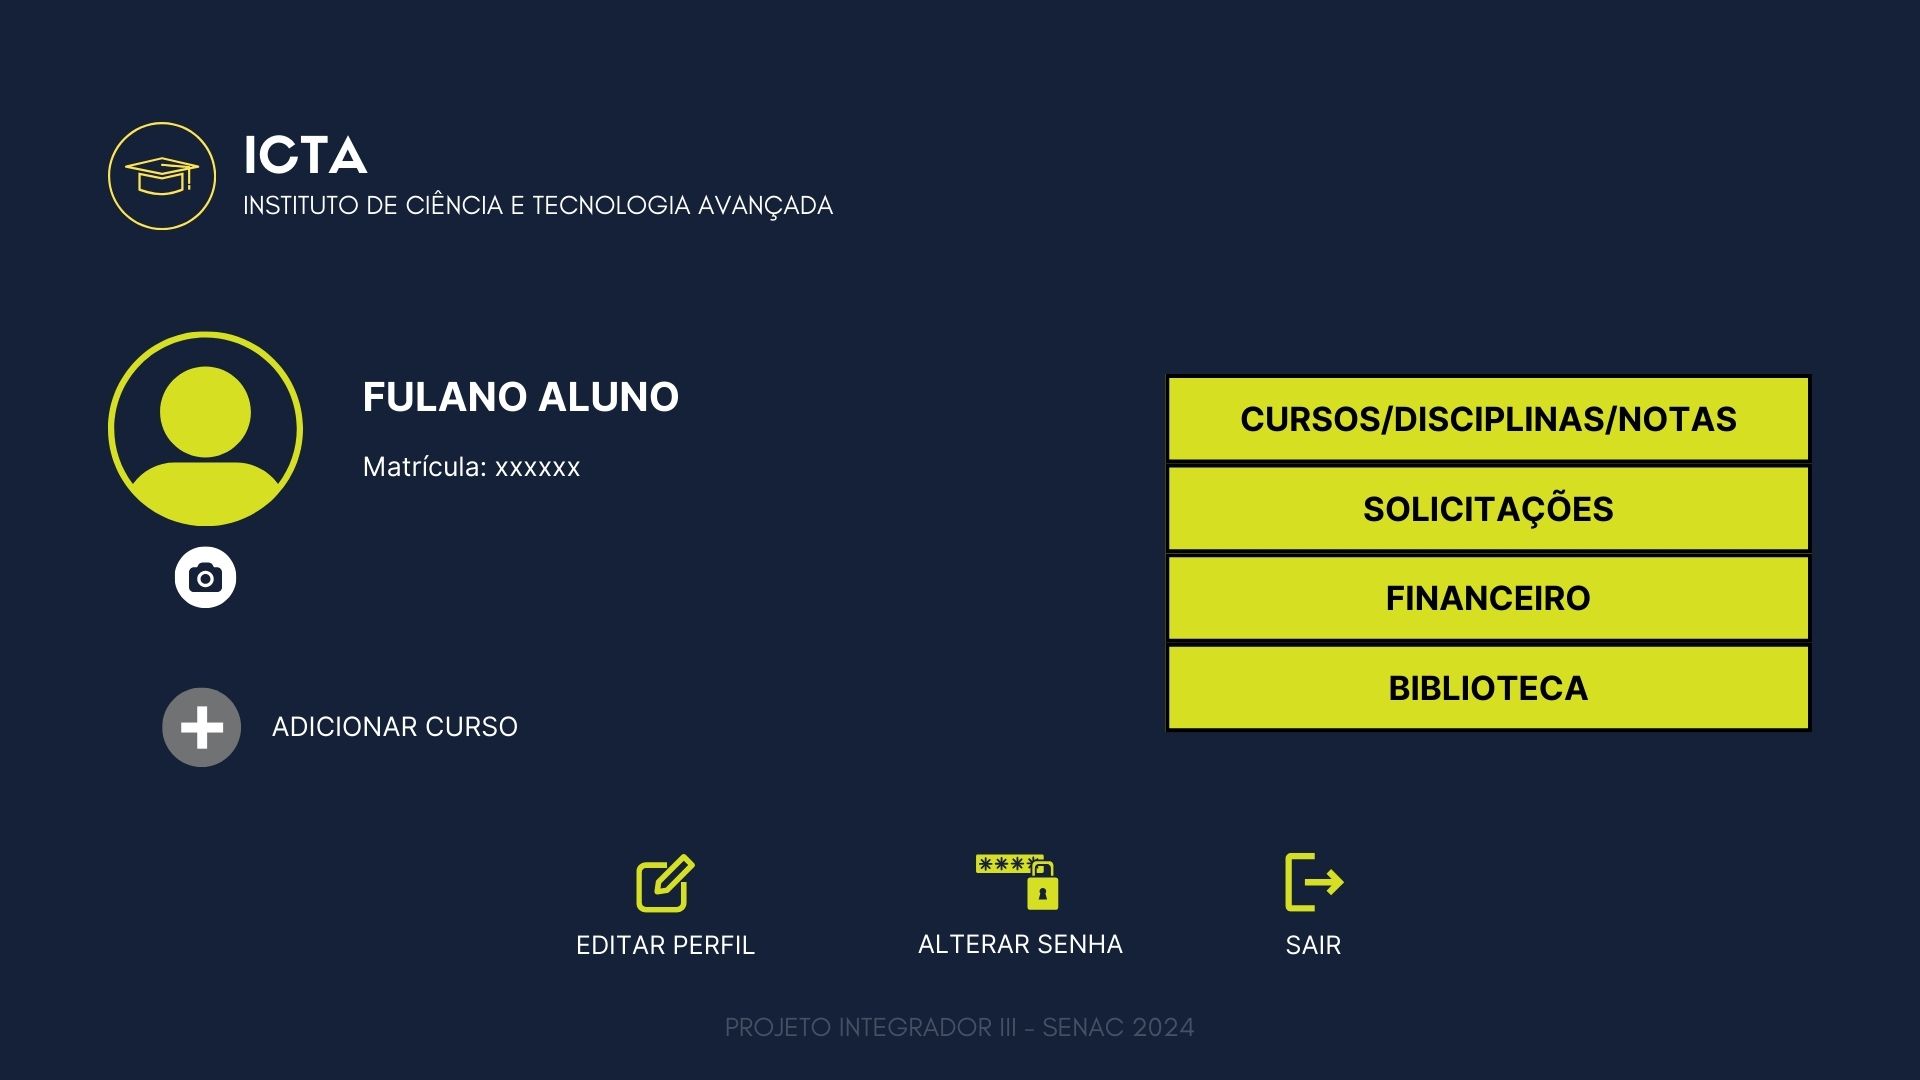 ICTA
INSTITUTO DE CIÊNCIA E TECNOLOGIA AVANÇADA
FULANO ALUNO
Matrícula: xxxxxx
ADICIONAR CURSO
CURSOS/DISCIPLINAS/NOTAS
SOLICITAÇÕES
FINANCEIRO
BIBLIOTECA
EDITAR PERFIL
ALTERAR SENHA
SAIR
PROJETO INTEGRADOR III - SENAC 2024